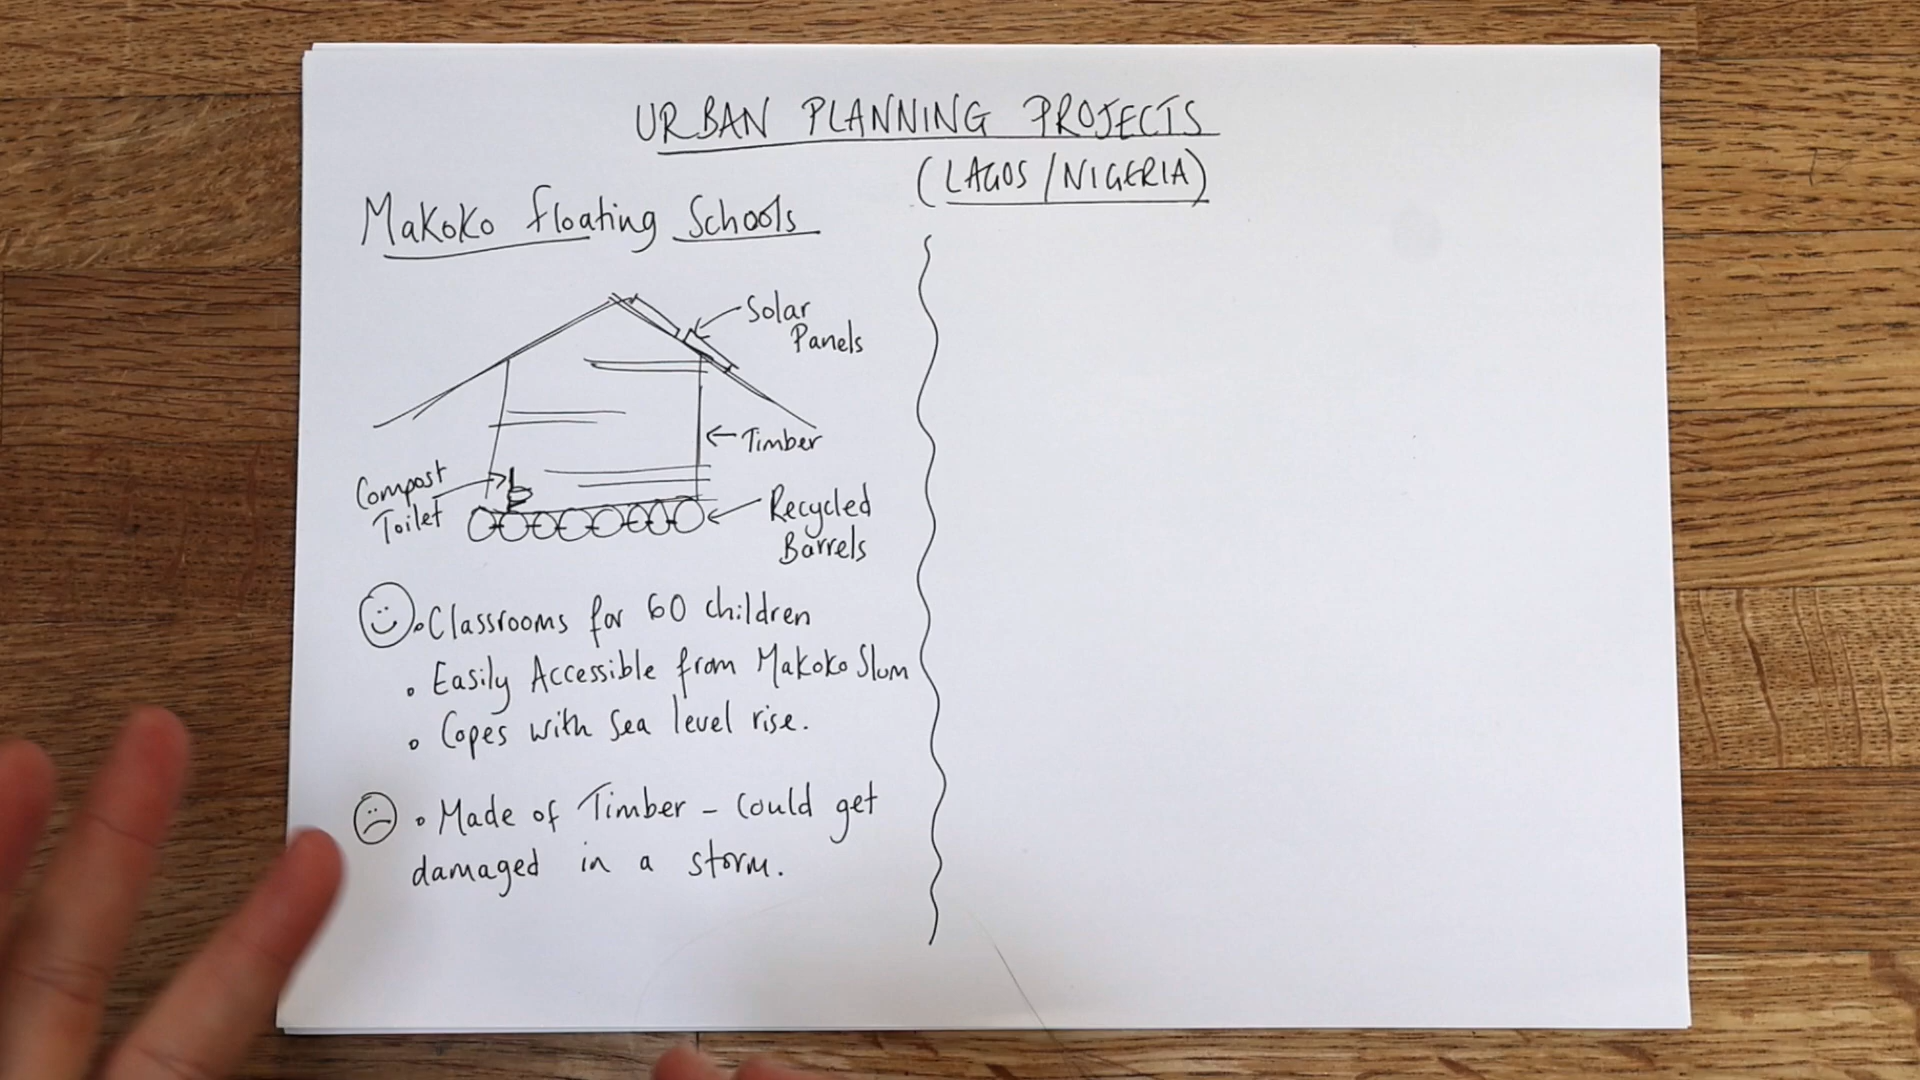 URBAN PLANNING PROJECTS
(LAGOS/NIGERIA)
Makoko floating Schools
Solar
Panels
Timber
Compost
Toilet
Recycled
Barrels
Classrooms for 60 children
Easily Accessible from Makoko Slum
Copes with Sea level rise.
Made of Timber - Could get
damaged in a storm.